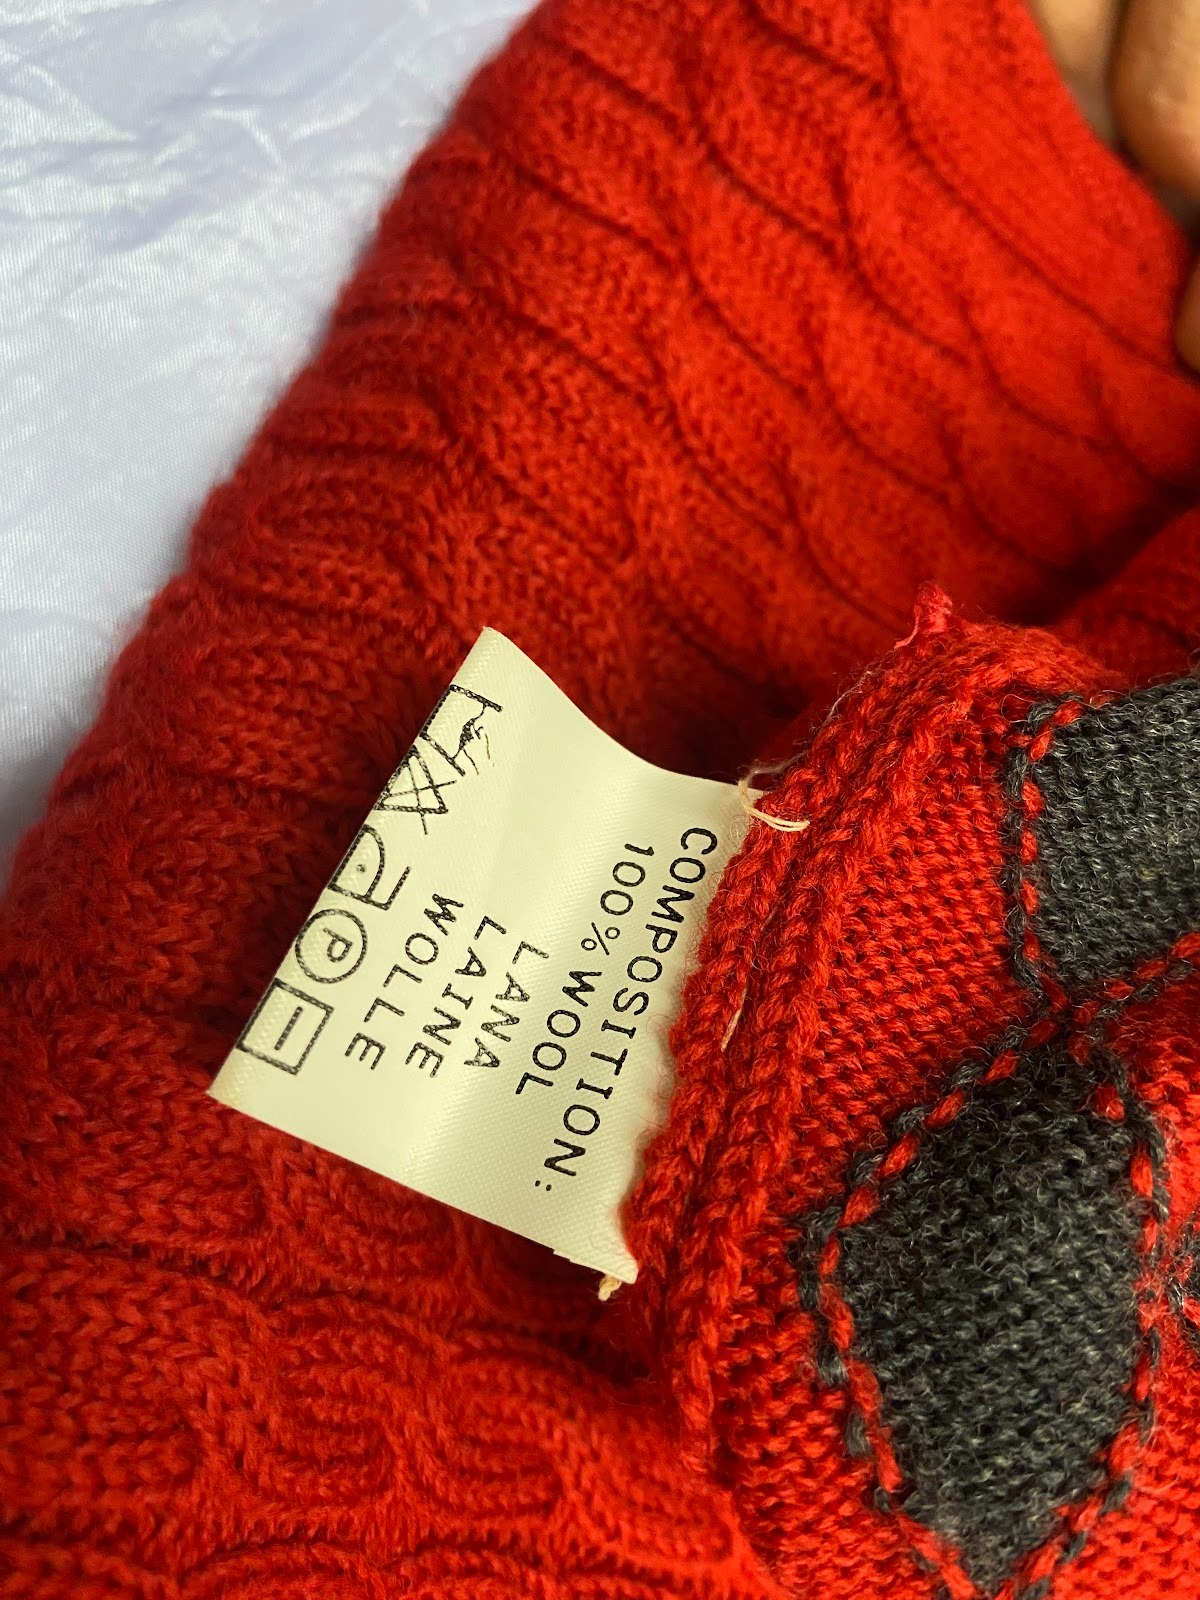 COMPOSITION:
100% WOOL
LANA
LAINE
WOLLE
P